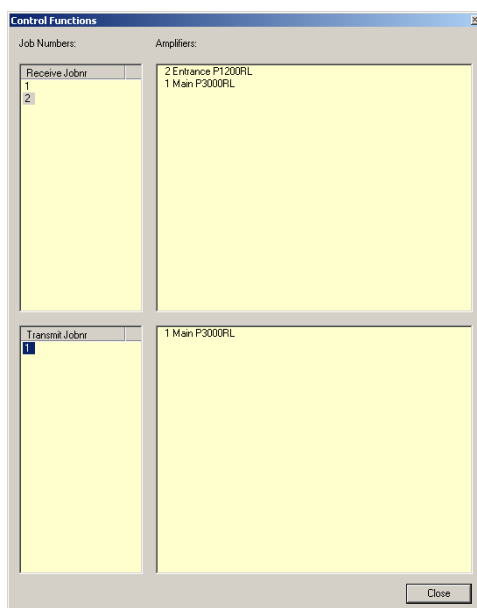 Control Functions
Job Numbers:
Amplifiers:
Receive Jobnr
1
2
2 Entrance P1200RL
1 Main P3000RL
Transmit Jobnr
1
1 Main P3000RL
Close